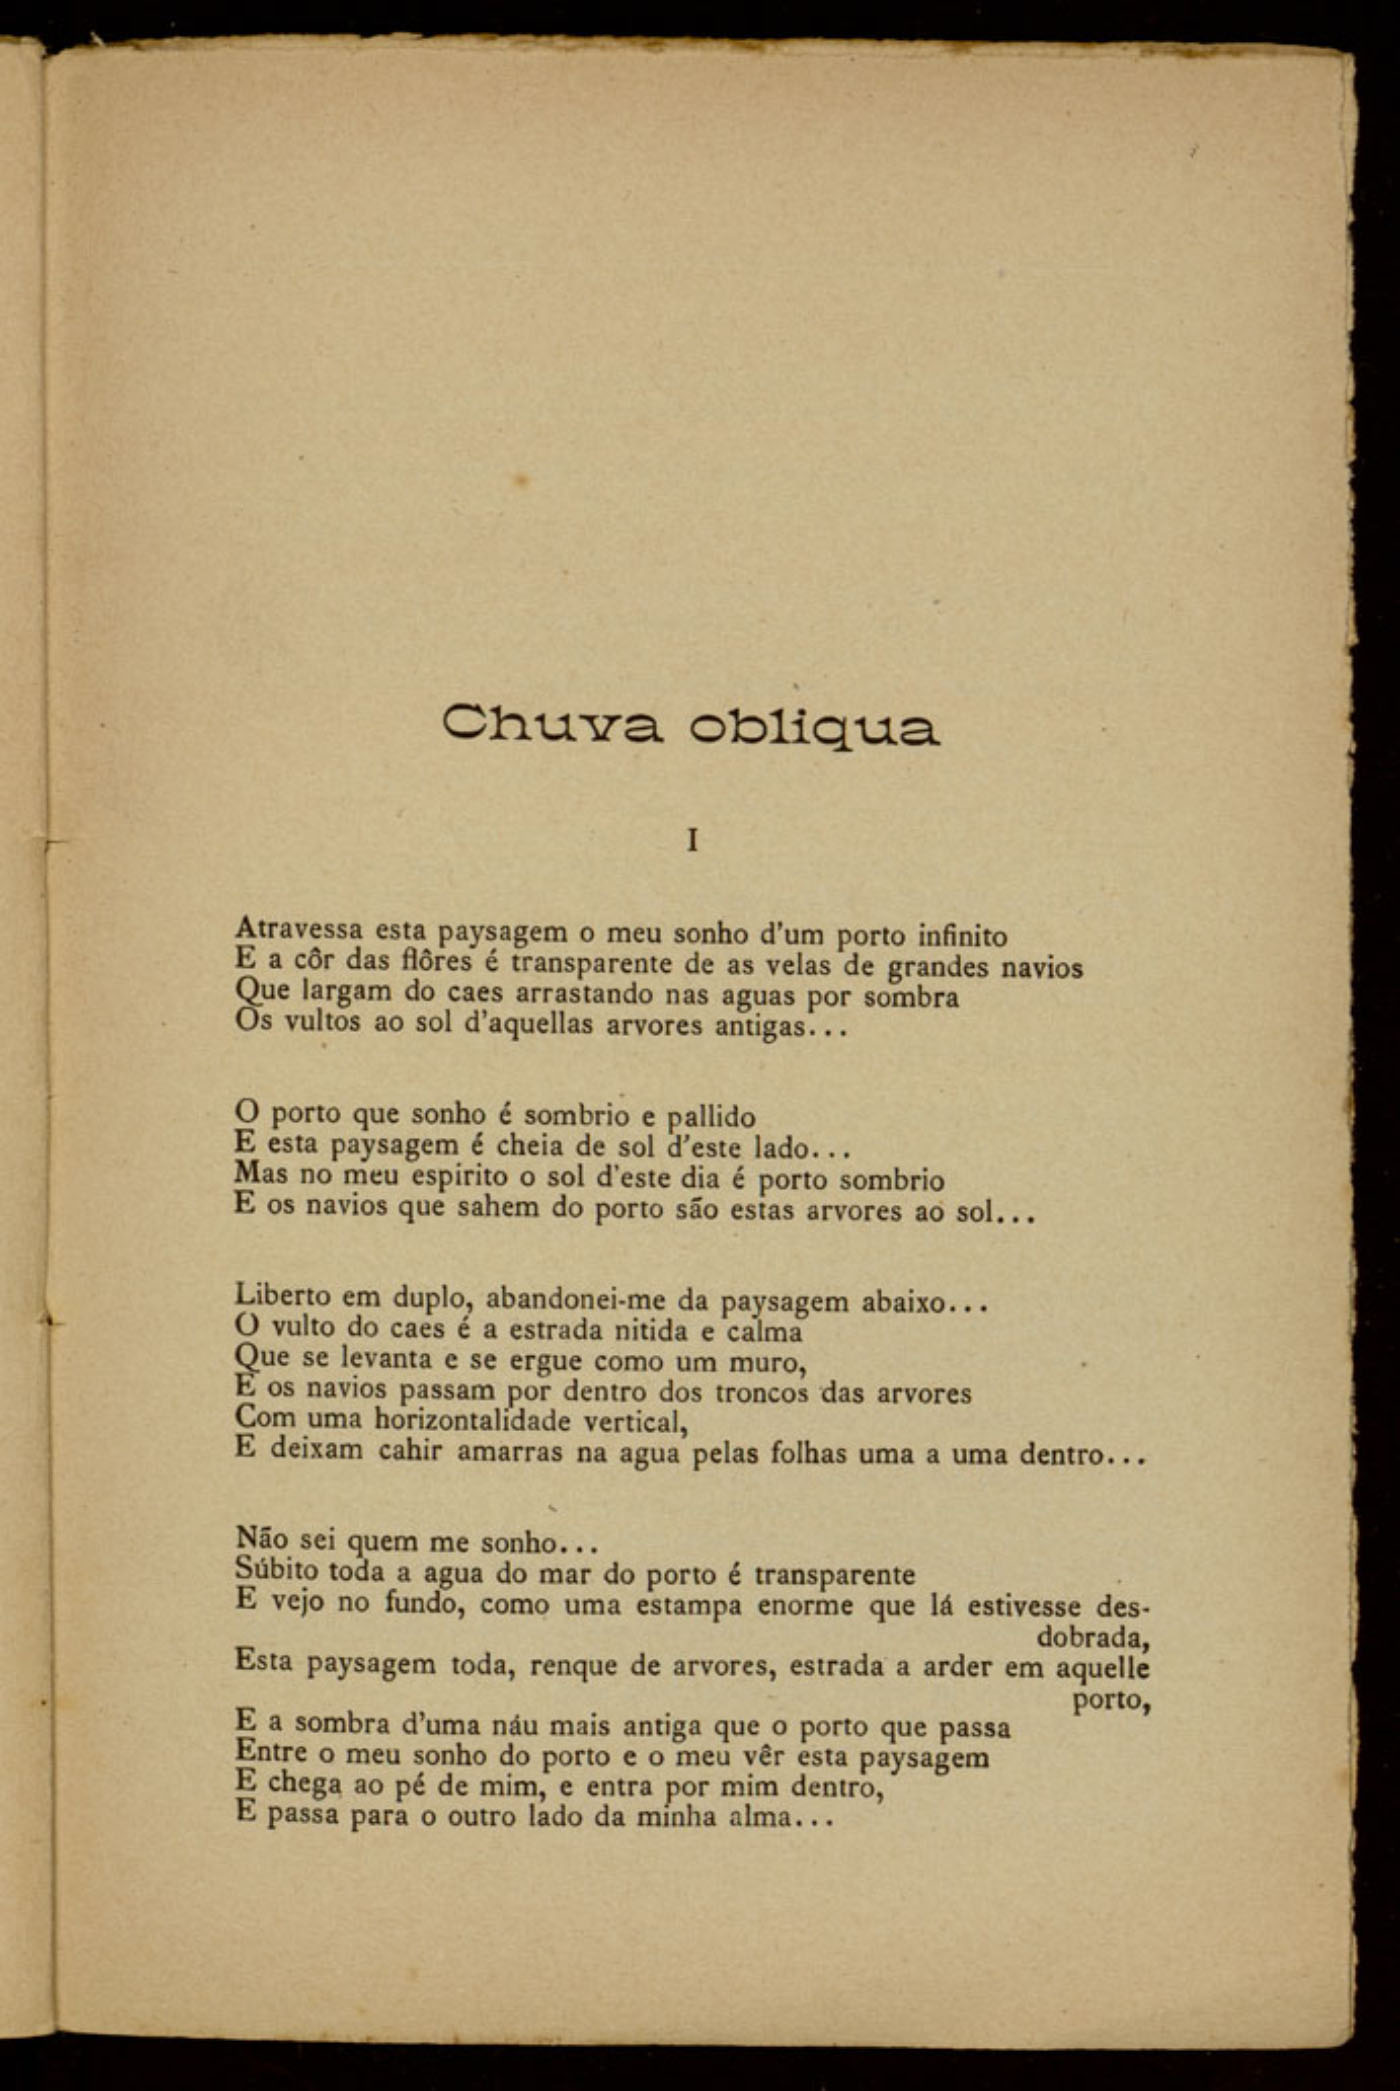 Chuva obliqua
I
Atravessa esta paysagem o meu sonho d'um porto infinito
E a côr das flôres é transparente de as velas de grandes navios
Que largam do caes arrastando nas aguas por sombra
Os vultos ao sol d'aquellas arvores antigas...
O porto que sonho é sombrio e pallido
E esta paysagem é cheia de sol d'este lado...
Mas no meu espirito o sol d'este dia é porto sombrio
E os navios que sahem do porto são estas arvores ao sol...
Liberto em duplo, abandonei-me da paysagem abaixo...
O vulto do caes é a estrada nitida e calma
Que se levanta e se ergue como um muro,
E os navios passam por dentro dos troncos das arvores
Com uma horizontalidade vertical,
E deixam cahir amarras na agua pelas folhas uma a uma dentro...
Não sei quem me sonho...
Súbito toda a agua do mar do porto é transparente
E vejo no fundo, como uma estampa enorme que lá estivesse des-
dobrada,
Esta paysagem toda, renque de arvores, estrada a arder em aquelle
porto,
E a sombra d'uma náu mais antiga que o porto que passa
Entre o meu sonho do porto e o meu vêr esta paysagem
E chega ao pé de mim, e entra por mim dentro,
E passa para o outro lado da minha alma...